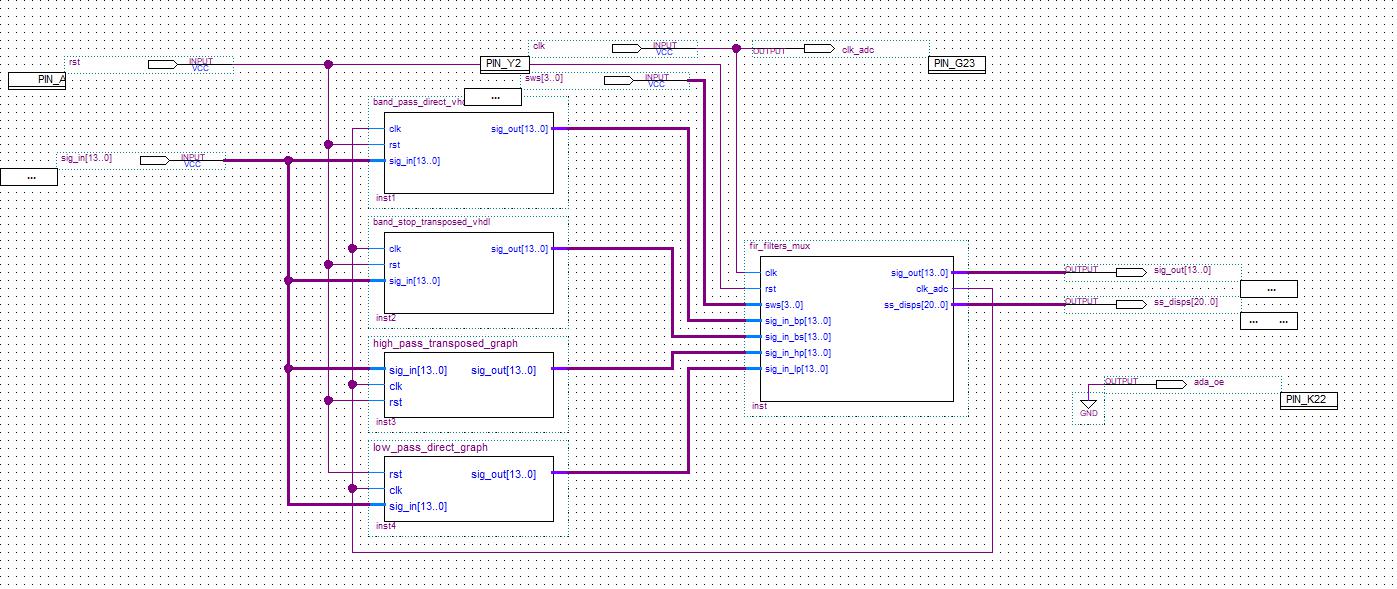 clk
INPUT
VCC
OUTPUT
clk_adc
rst
INPUT
VCC
PIN_Y2
PIN_G23
PIN_A
sws[3..0]
INPUT
VCC
...
band_pass_direct_vhd
clk
rst
sig_in[13..0]
sig_out[13..0]
inst1
sig_in[13..0]
INPUT
VCC
...
band_stop_transposed_vhdl
clk
rst
sig_in[13..0]
sig_out[13..0]
inst2
high_pass_transposed_graph
sig_in[13..0]
clk
rst
sig_out[13..0]
inst3
low_pass_direct_graph
rst
clk
sig_in[13..0]
sig_out[13..0]
inst4
fir_filters_mux
clk
rst
sws[3..0]
sig_in_bp[13..0]
sig_in_bs[13..0]
sig_in_hp[13..0]
sig_in_lp[13..0]
sig_out[13..0]
clk_adc
ss_disps[20..0]
inst
OUTPUT
sig_out[13..0]
...
OUTPUT
ss_disps[20..0]
... ...
OUTPUT
ada_oe
GND
PIN_K22